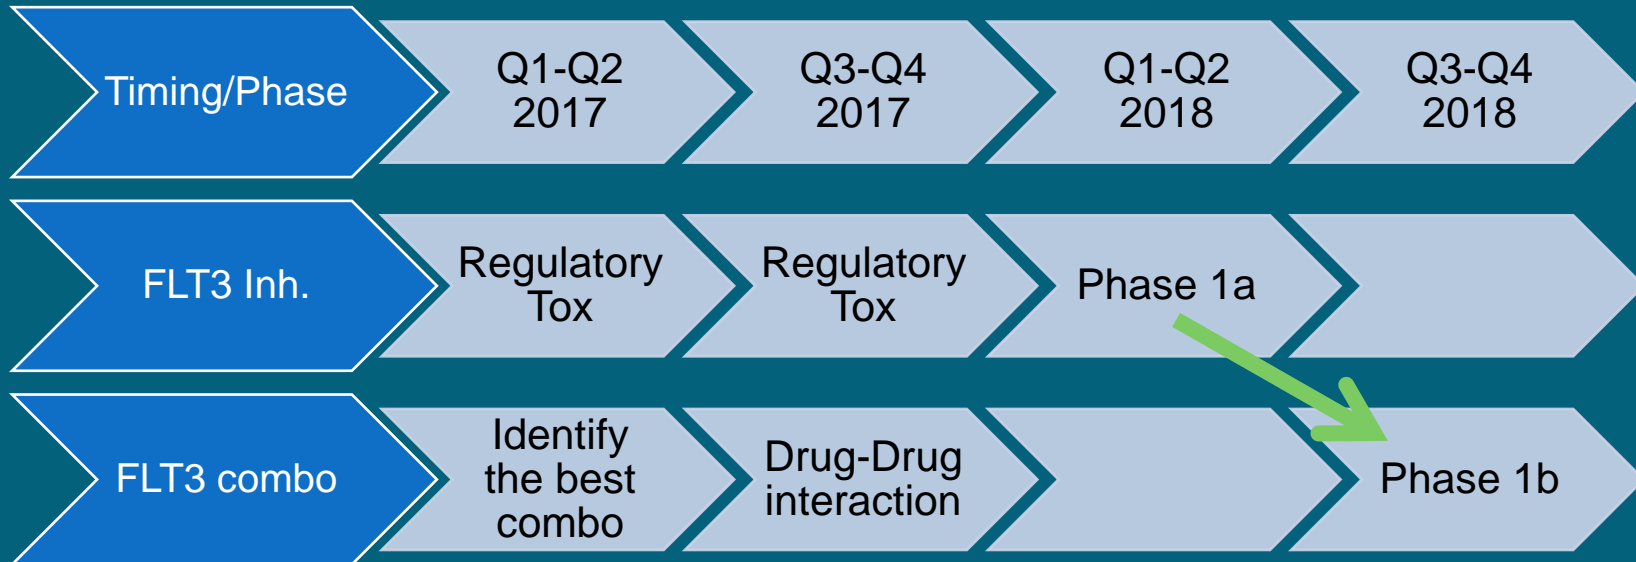 Timing/Phase
Q1-Q2
2017
Q3-Q4
2017
Q1-Q2
2018
Q3-Q4
2018
FLT3 Inh.
Regulatory
Tox
Regulatory
Tox
Phase 1a
FLT3 combo
Identify
the best
combo
Drug-Drug
interaction
Phase 1b